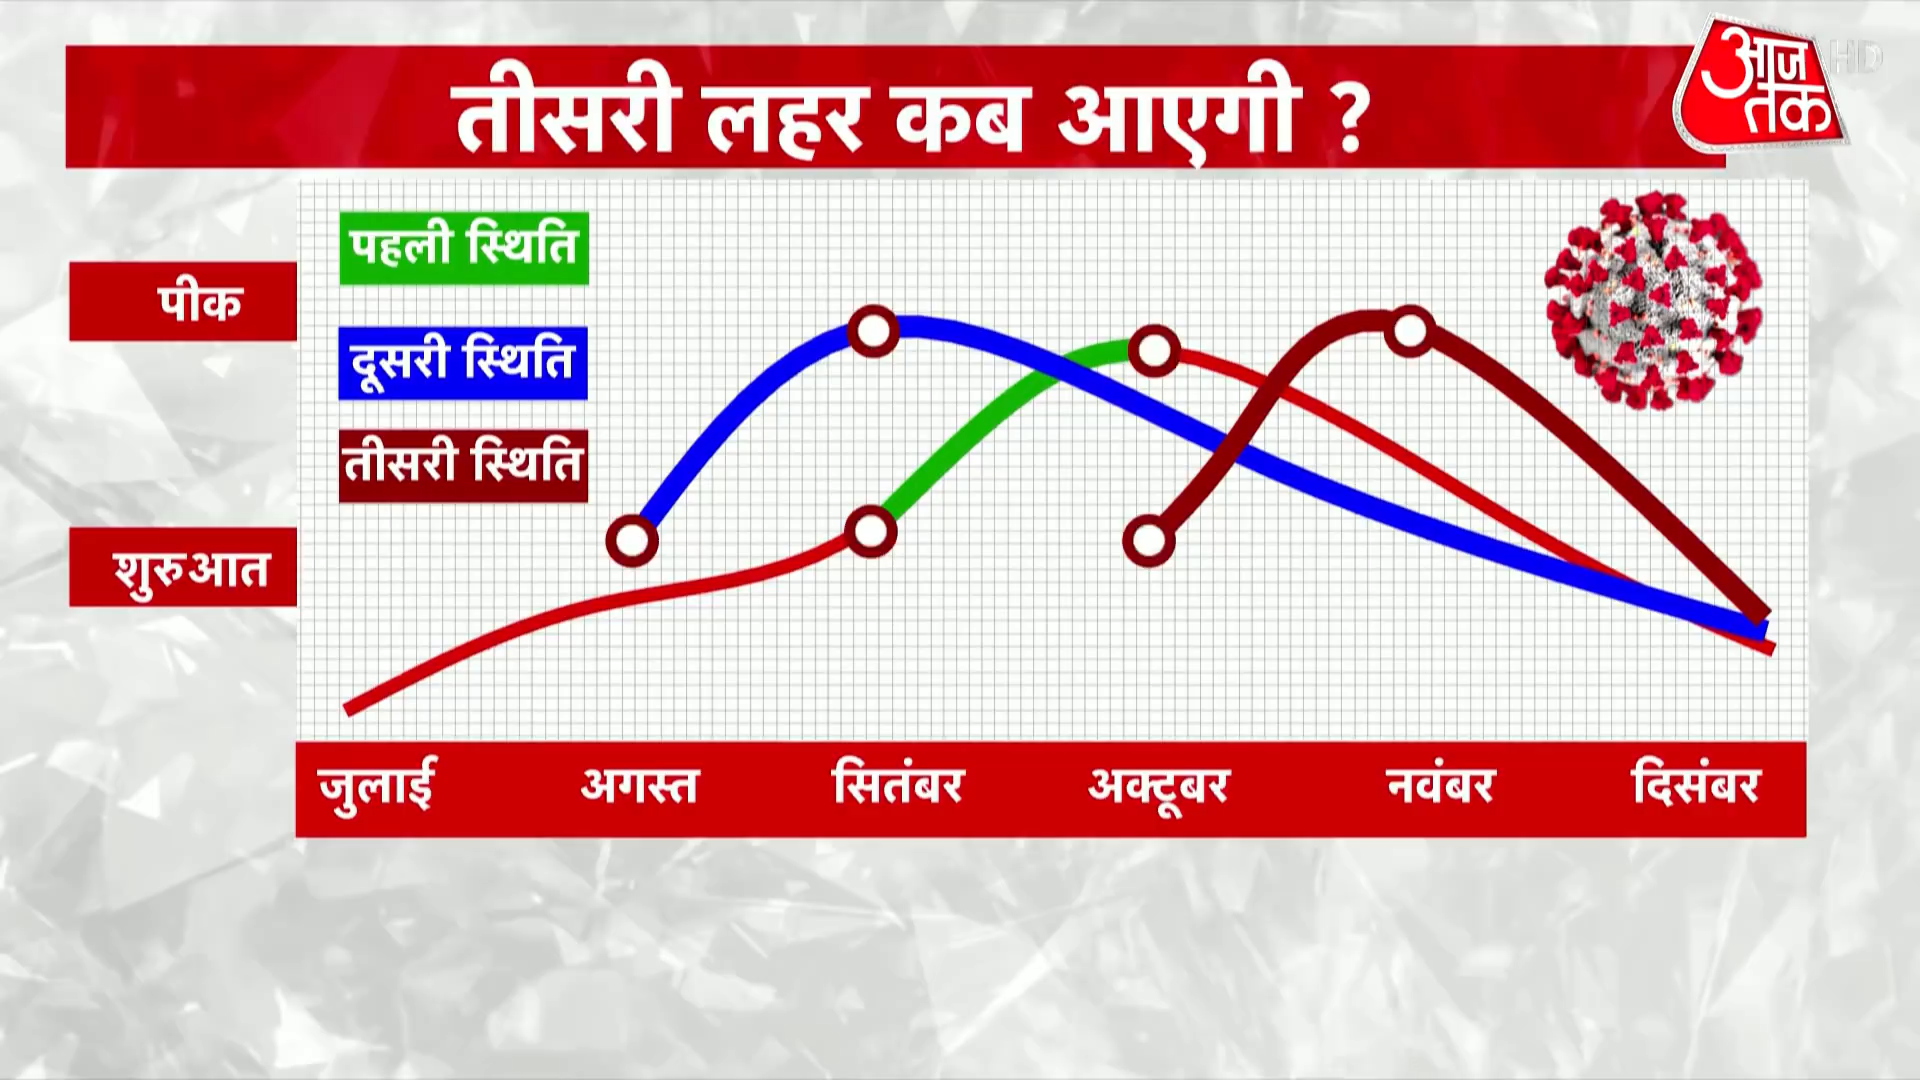 तीसरी लहर कब आएगी ?
आज
तक
HD
पहली स्थिति
पीक
दूसरी स्थिति
तीसरी स्थिति
शुरुआत
जुलाई अगस्त सितंबर अक्टूबर नवंबर दिसंबर